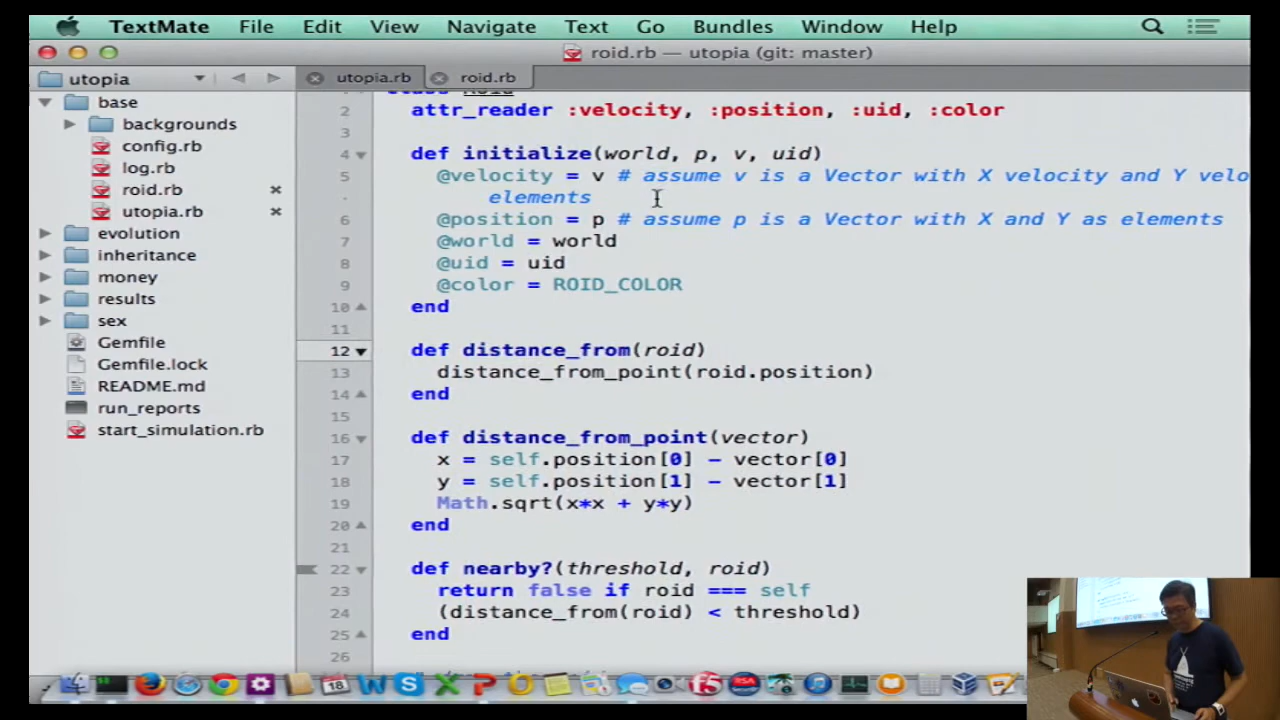 TextMate File Edit View Navigate Text Go Bundles Window Help
roid.rb — utopia (git: master)
utopia
utopia.rb roid.rb
base
backgrounds
config.rb
log.rb
roid.rb
utopia.rb
evolution
inheritance
money
results
sex
Gemfile
Gemfile.lock
README.md
run_reports
start_simulation.rb
2 attr_reader :velocity, :position, :uid, :color
3
4 def initialize(world, p, v, uid)
5 @velocity = v # assume v is a Vector with X velocity and Y velo
elements
6 @position = p # assume p is a Vector with X and Y as elements
7 @world = world
8 @uid = uid
9 @color = ROID_COLOR
10 end
11
12 def distance_from(roid)
13 distance_from_point(roid.position)
14 end
15
16 def distance_from_point(vector)
17 x = self.position[0] - vector[0]
18 y = self.position[1] - vector[1]
19 Math.sqrt(x*x + y*y)
20 end
21
22 def nearby?(threshold, roid)
23 return false if roid === self
24 (distance_from(roid) < threshold)
25 end
26
18
f5
RSA